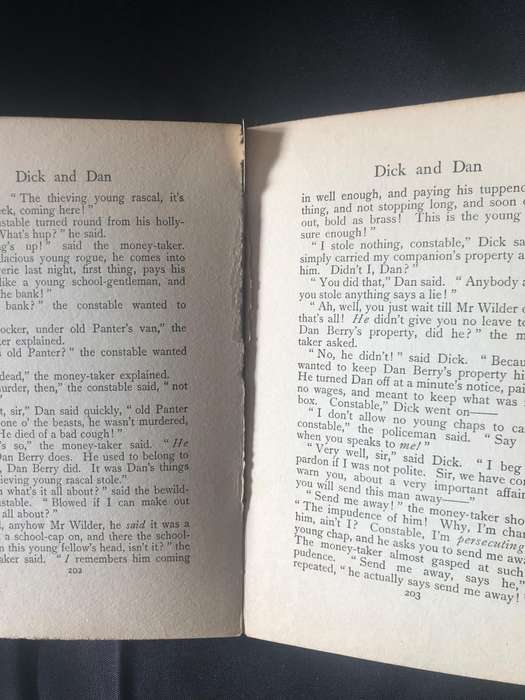 Dick and Dan
" The thieving young rascal, it's
eek, coming here! "
stable turned round from his holly-
What's hup? " he said.
ng's up! " said the money-taker.
dacious young rogue, he comes into
erie last night, first thing, pays his
like a young school-gentleman, and
the bank! "
bank? " the constable wanted to
ocker, under old Panter's van," the
er explained.
s old Panter? " the constable wanted
dead," the money-taker explained.
urder, then," the constable said, " not
t, sir," Dan said quickly, " old Panter
one o' the beasts, he wasn't murdered,
He died of a bad cough! "
's so," the money-taker said. " He
Dan Berry does. He used to belong to
, Dan Berry did. It was Dan's things
ieving young rascal stole."
n what's it all about? " said the bewild-
stable. " Blowed if I can make out
all about? "
l, anyhow Mr Wilder, he said it was a
a school-cap on, and there the school-
n this young fellow's head, isn't it? " the
aker said. " I remembers him coming
202
Dick and Dan
in well enough, and paying his tuppenc
thing, and not stopping long, and soon c
out, bold as brass! This is the young
sure enough! "
" I stole nothing, constable," Dick sa
simply carried my companion's property a
him. Didn't I, Dan? "
" You did that," Dan said. " Anybody a
you stole anything says a lie! "
" Ah, well, you just wait till Mr Wilder c
that's all! He didn't give you no leave to
Dan Berry's property, did he? " the m
taker asked.
" No, he didn't! " said Dick. " Becau
wanted to keep Dan Berry's property hi
He turned Dan off at a minute's notice, pai
no wages, and meant to keep what was i
box. Constable," Dick went on——
" I don't allow no young chaps to ca
constable," the policeman said. " Say
when you speaks to me! "
" Very well, sir," said Dick. " I beg
pardon if I was not polite. Sir, we have con
warn you, about a very important affair
you will send this man away——"
" Send me away! " the money-taker sho
" The impudence of him! Why, I'm char
him, ain't I? Constable, I'm persecuting
young chap, and he asks you to send me awa
The money-taker almost gasped at such
pudence. " Send me away, says he,"
repeated, " he actually says send me away! "
203